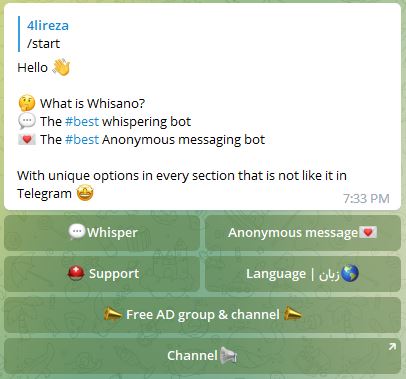 4lireza
/start
Hello 👋
🤔 What is Whisano?
💬 The #best whispering bot
💌 The #best Anonymous messaging bot
With unique options in every section that is not like it in
Telegram 🤩
7:33 PM
💬Whisper
Anonymous message💌
⛑ Support
Language | زبان🌎
📣 Free AD group & channel 📣
Channel📢